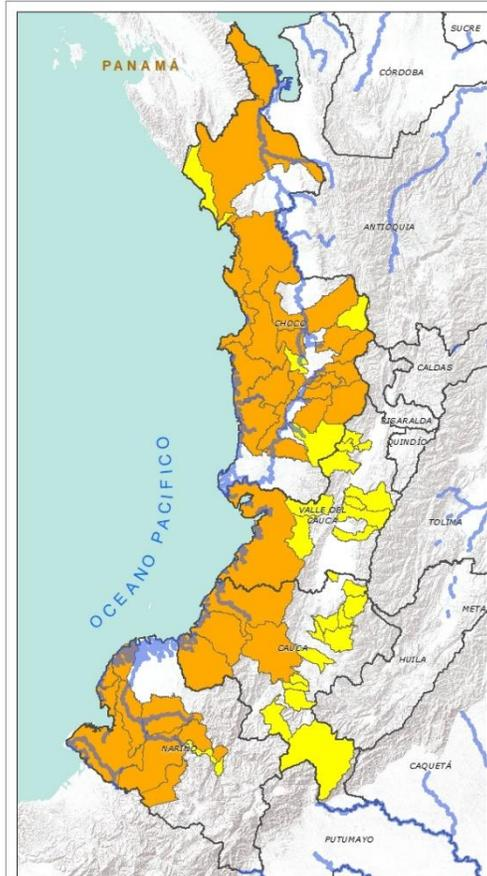 SUCRE
PANAMÁ
CÓRDOBA
ANTIOQUIA
CHOCÓ
CALDAS
RISARALDA
QUINDÍO
VALLE DEL
CAUCA
TOLIMA
OCEANO PACIFICO
META
CAUCA
HUILA
NARIÑO
CAQUETÁ
PUTUMAYO